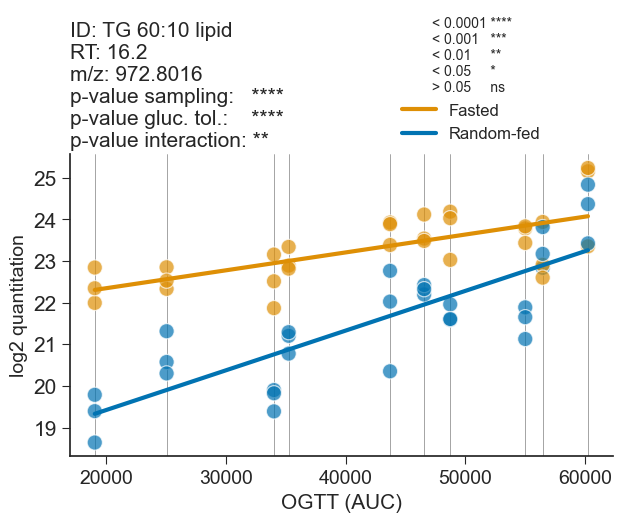 ID: TG 60:10 lipid
RT: 16.2
m/z: 972.8016
p-value sampling: ****
p-value gluc. tol.: ****
p-value interaction: **
< 0.0001 ****
< 0.001 ***
< 0.01 **
< 0.05 *
> 0.05 ns
Fasted
Random-fed
log2 quantitation
25
24
23
22
21
20
19
20000 30000 40000 50000 60000
OGTT (AUC)